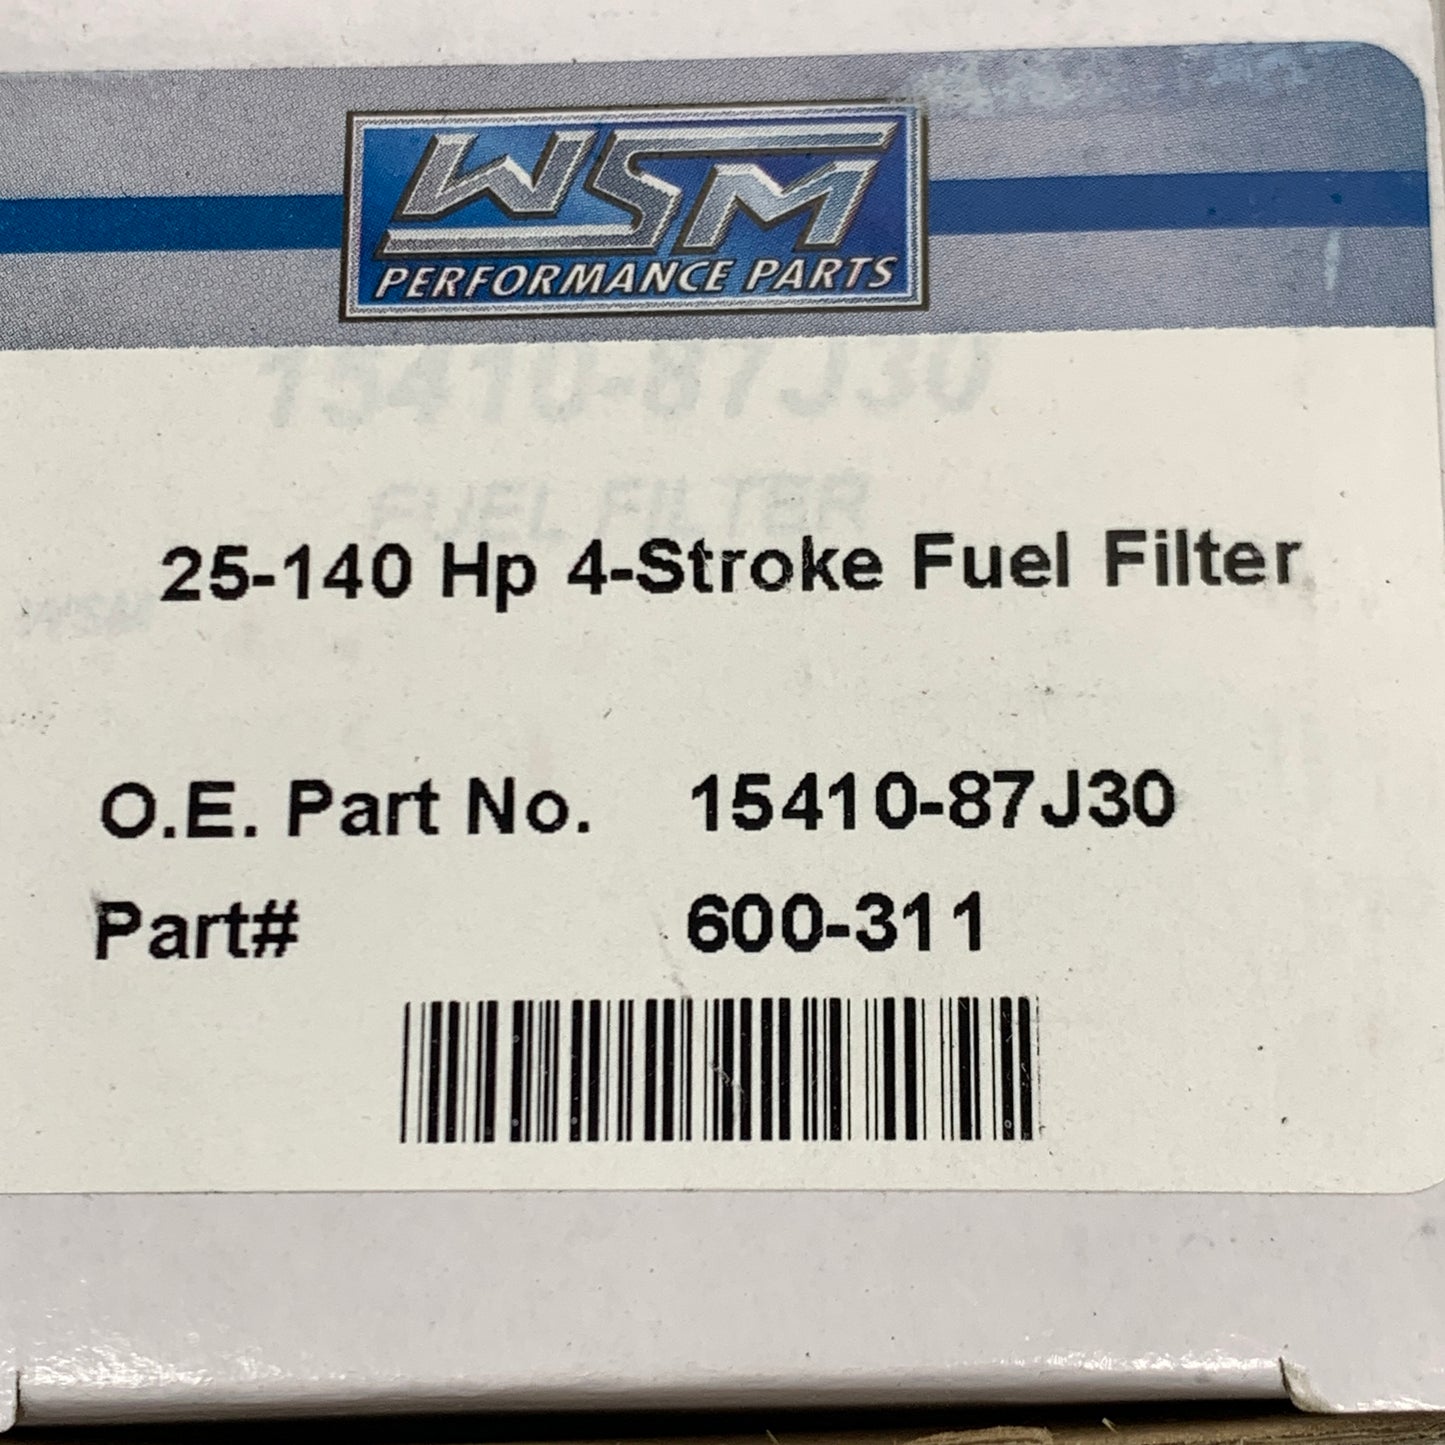 WSM
PERFORMANCE PARTS
15410-87J30
FUEL FILTER
25-140 Hp 4-Stroke Fuel Filter
WSM
O.E. Part No. 15410-87J30
Part# 600-311